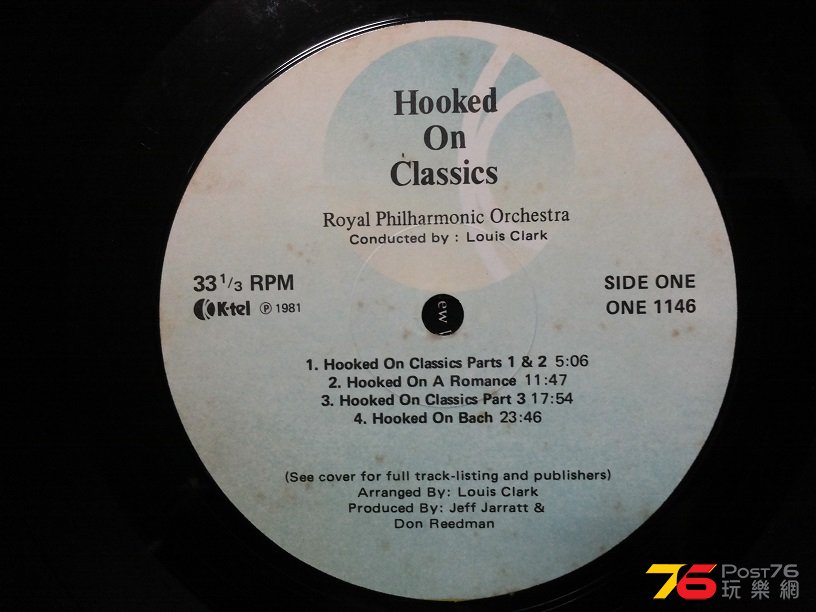 Hooked
On
Classics
Royal Philharmonic Orchestra
Conducted by : Louis Clark
33 1/3 RPM
K-tel ℗ 1981
SIDE ONE
ONE 1146
ew
1. Hooked On Classics Parts 1 & 2 5:06
2. Hooked On A Romance 11:47
3. Hooked On Classics Part 3 17:54
4. Hooked On Bach 23:46
(See cover for full track-listing and publishers)
Arranged By: Louis Clark
Produced By: Jeff Jarratt &
Don Reedman
76 Post76
玩樂網